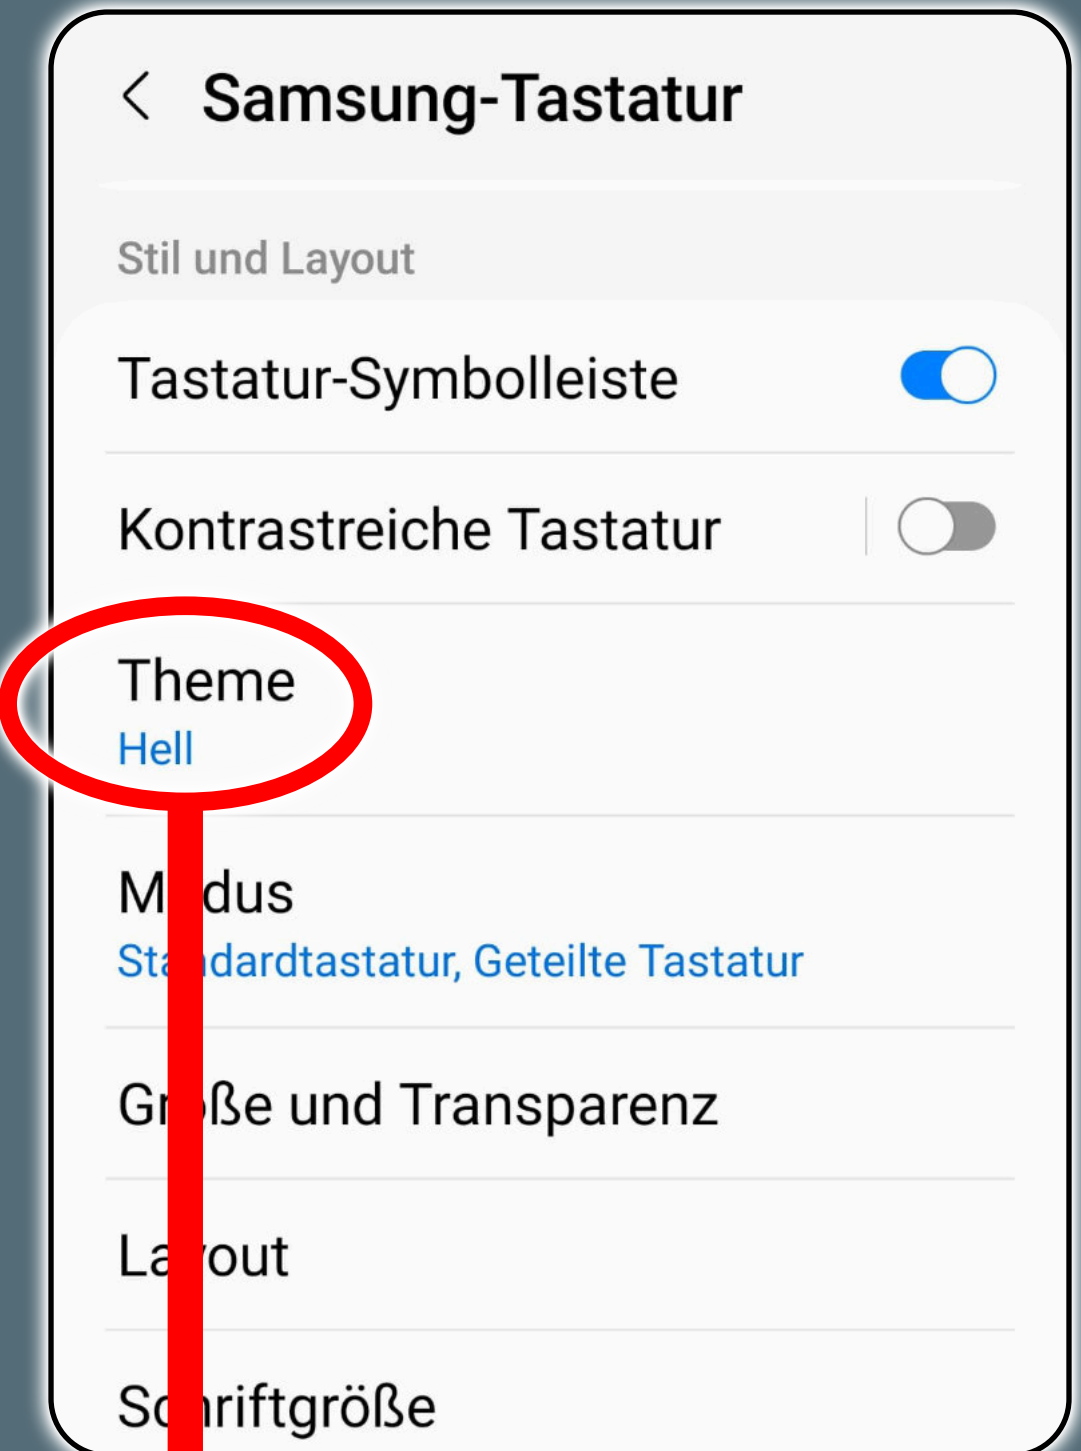 Samsung-Tastatur
Stil und Layout
Tastatur-Symbolleiste
Kontrastreiche Tastatur
Theme
Hell
Modus
Standardtastatur, Geteilte Tastatur
Größe und Transparenz
Layout
Schriftgröße